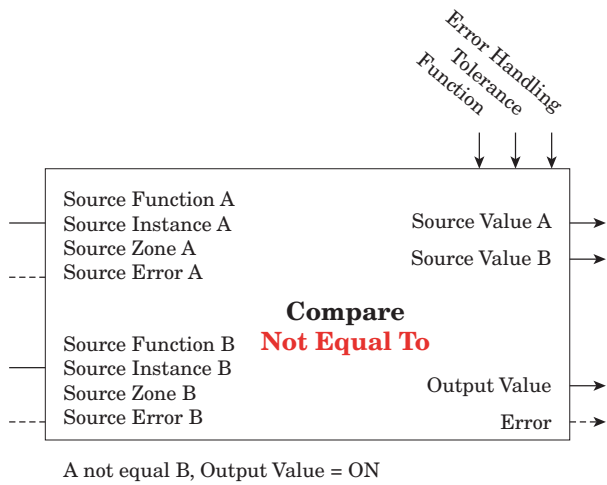 Error Handling
Tolerance
Function
Source Function A
Source Instance A
Source Zone A
Source Error A
Source Value A
Source Value B
Compare
Not Equal To
Source Function B
Source Instance B
Source Zone B
Source Error B
Output Value
Error
A not equal B, Output Value = ON